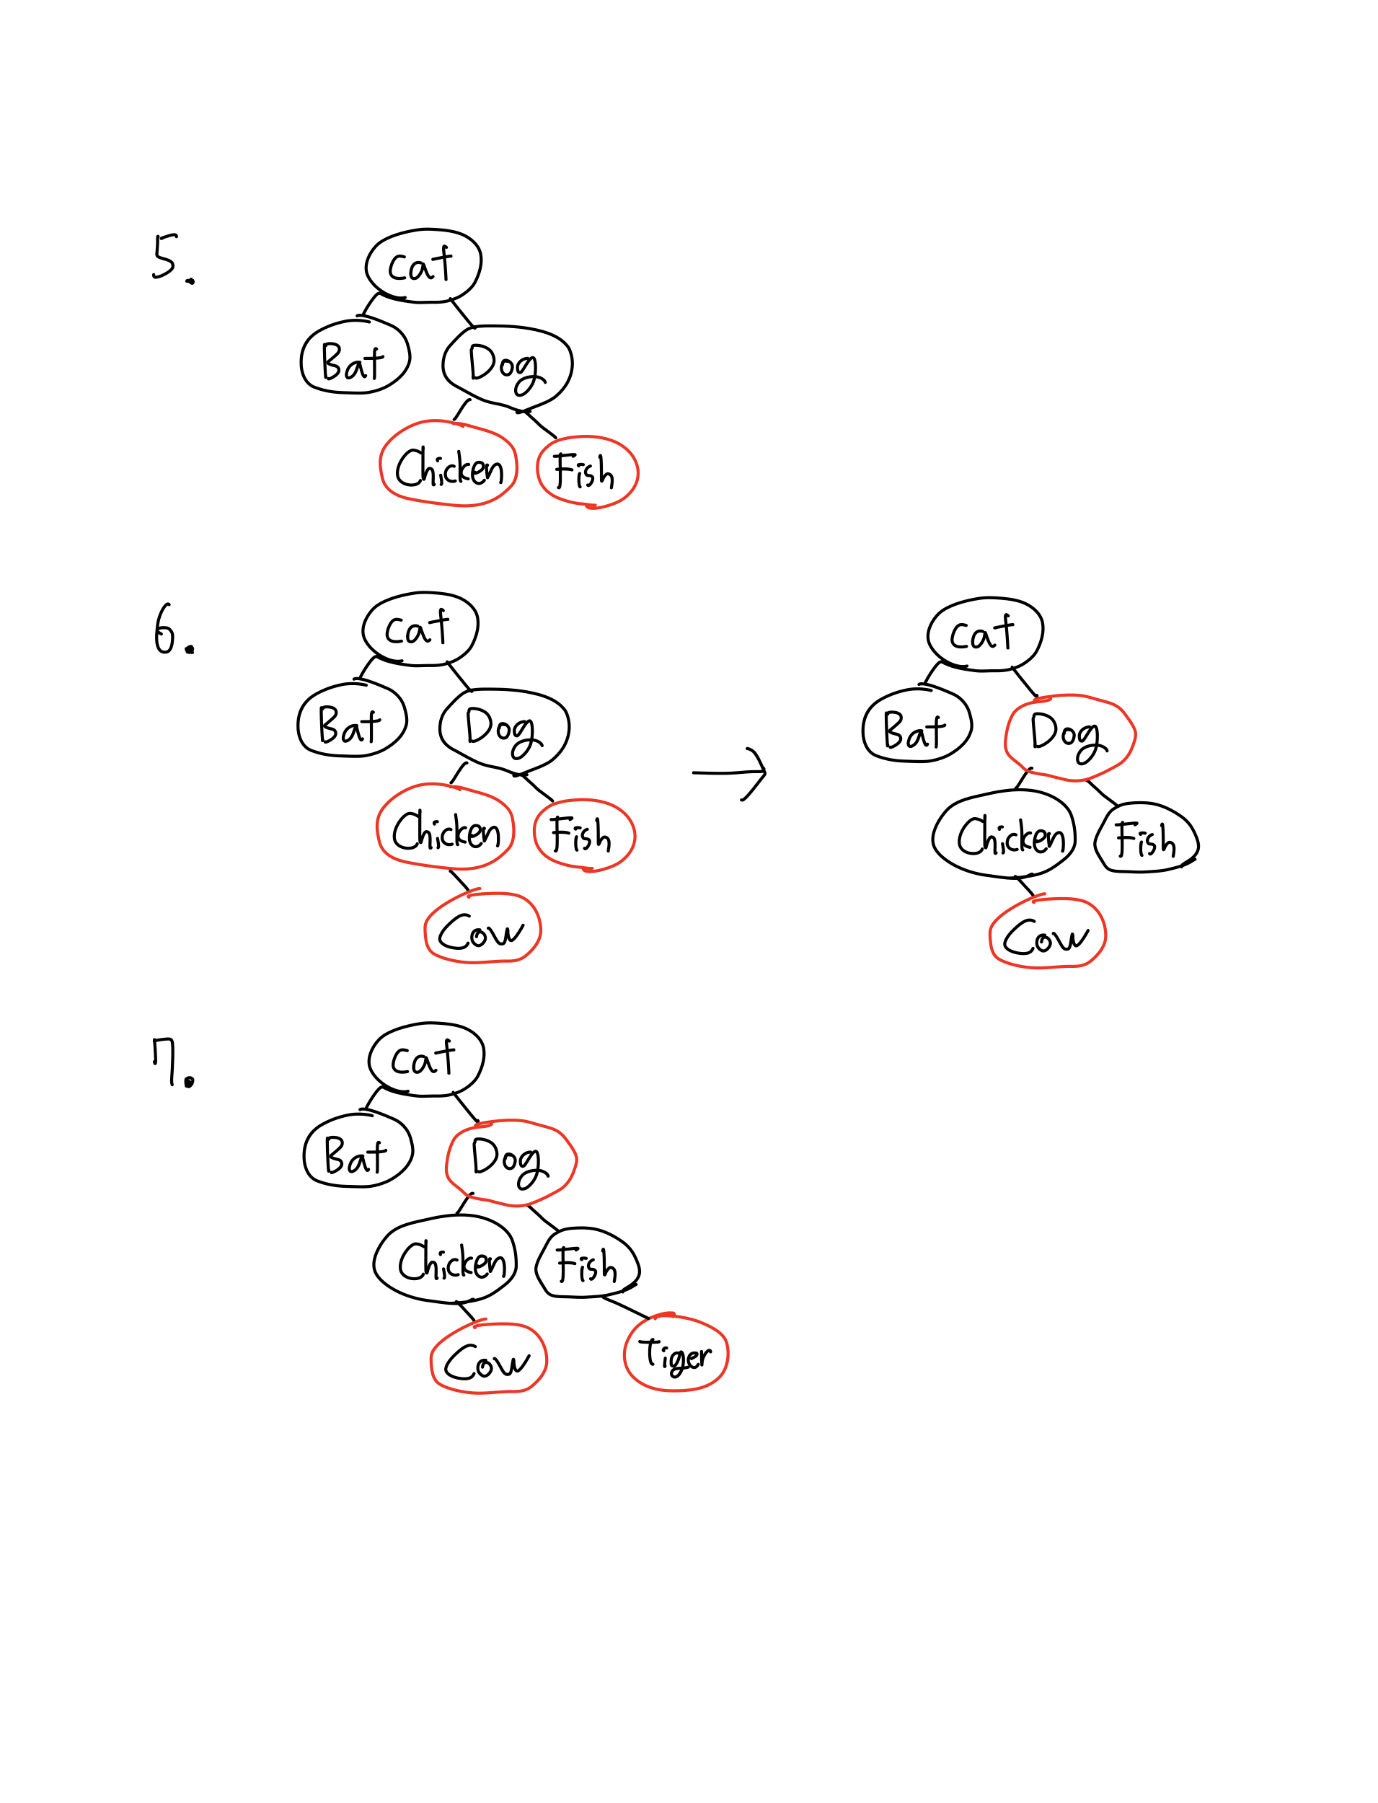 5.
cat
Bat Dog
Chicken Fish
6.
cat
Bat Dog
Chicken Fish
Cow
cat
Bat Dog
Chicken Fish
Cow
7.
cat
Bat Dog
Chicken Fish
Cow Tiger